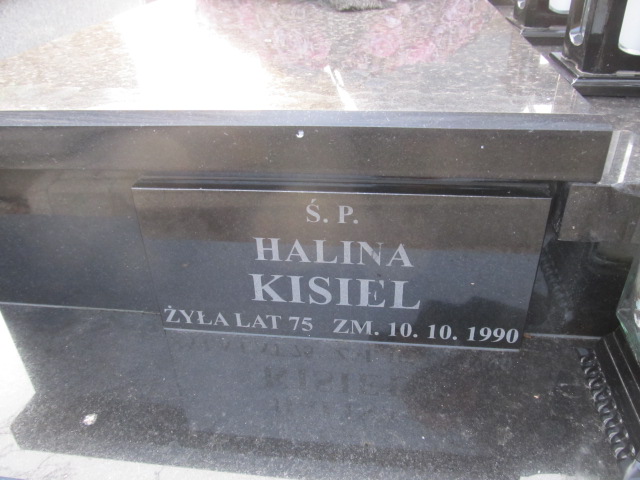 Ś. P.
HALINA
KISIEL
ŻYŁA LAT 75 ZM. 10. 10. 1990